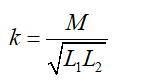 k = M / √(L₁L₂)